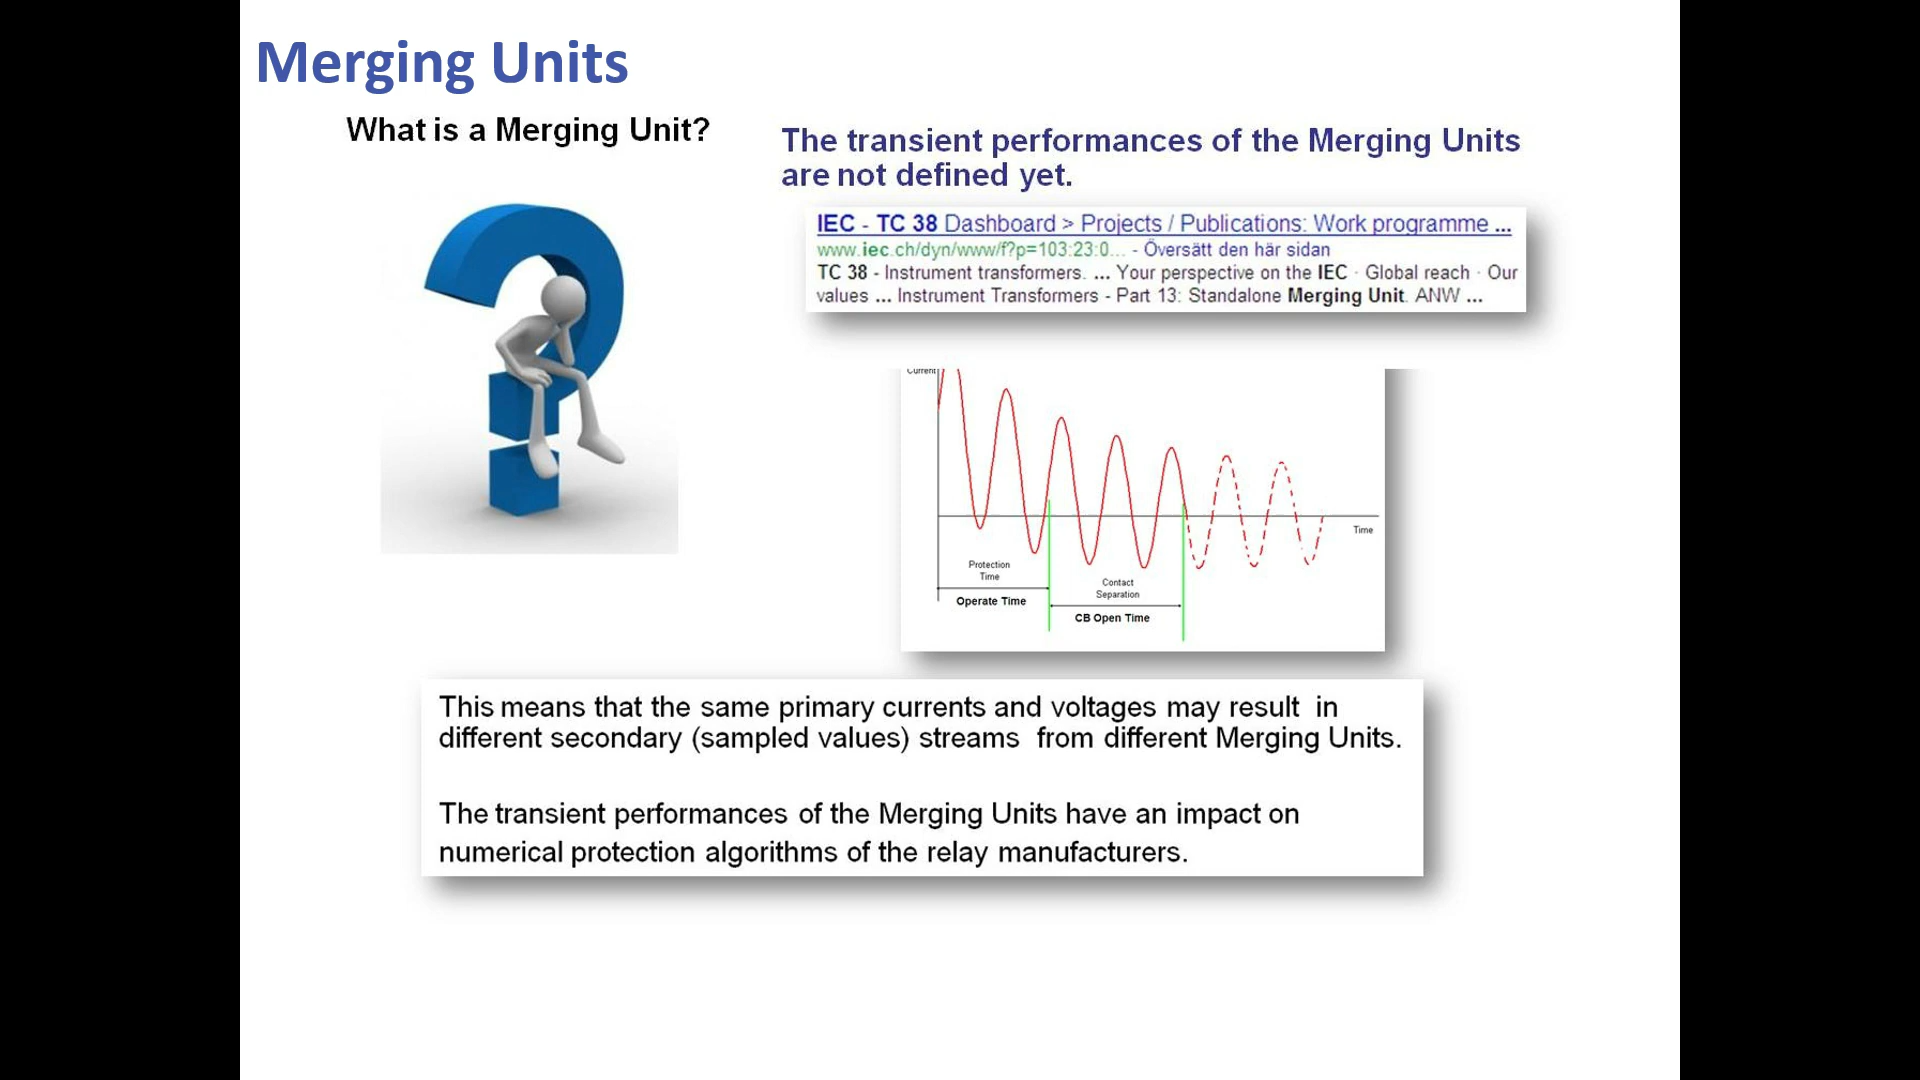 Merging Units
What is a Merging Unit?
The transient performances of the Merging Units
are not defined yet.
IEC - TC 38 Dashboard > Projects / Publications: Work programme ...
www.iec.ch/dyn/www/f?p=103:23:0... - Översätt den här sidan
TC 38 - Instrument transformers. ... Your perspective on the IEC · Global reach · Our
values ... Instrument Transformers - Part 13: Standalone Merging Unit. ANW ...
Current
Time
Protection
Time
Operate Time
Contact
Separation
CB Open Time
This means that the same primary currents and voltages may result in
different secondary (sampled values) streams from different Merging Units.
The transient performances of the Merging Units have an impact on
numerical protection algorithms of the relay manufacturers.